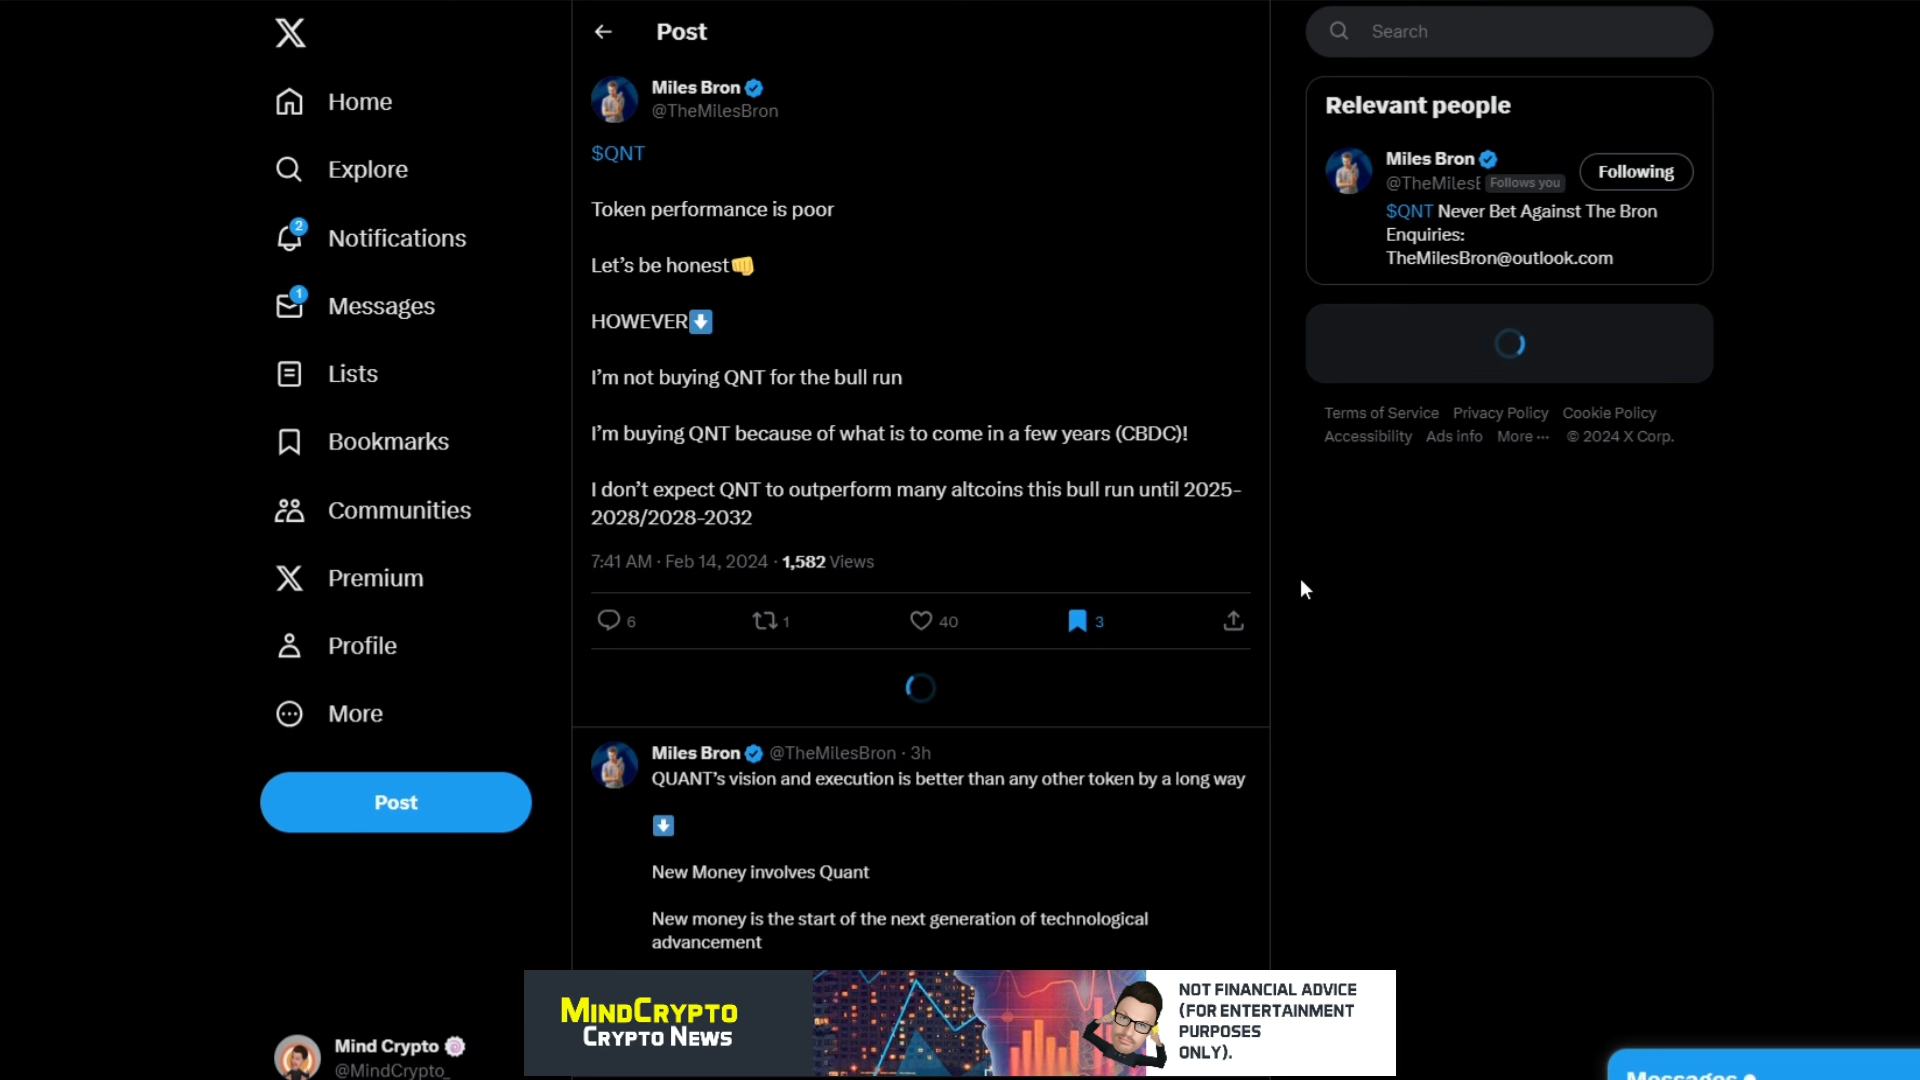 Home
Explore
2
Notifications
1
Messages
Lists
Bookmarks
Communities
Premium
Profile
More
Post
Mind Crypto
@MindCrypto_
Post
Miles Bron
@TheMilesBron
$QNT
Token performance is poor
Let's be honest👊
HOWEVER⬇️
I'm not buying QNT for the bull run
I'm buying QNT because of what is to come in a few years (CBDC)!
I don't expect QNT to outperform many altcoins this bull run until 2025-
2028/2028-2032
7:41 AM · Feb 14, 2024 · 1,582 Views
6 1 40 3
Miles Bron @TheMilesBron · 3h
QUANT's vision and execution is better than any other token by a long way
⬇️
New Money involves Quant
New money is the start of the next generation of technological
advancement
Search
Relevant people
Miles Bron
Following
@TheMilesE Follows you
$QNT Never Bet Against The Bron
Enquiries:
TheMilesBron@outlook.com
Terms of Service Privacy Policy Cookie Policy
Accessibility Ads info More ··· © 2024 X Corp.
MINDCRYPTO
CRYPTO NEWS
NOT FINANCIAL ADVICE
(FOR ENTERTAINMENT
PURPOSES
ONLY).
Messages